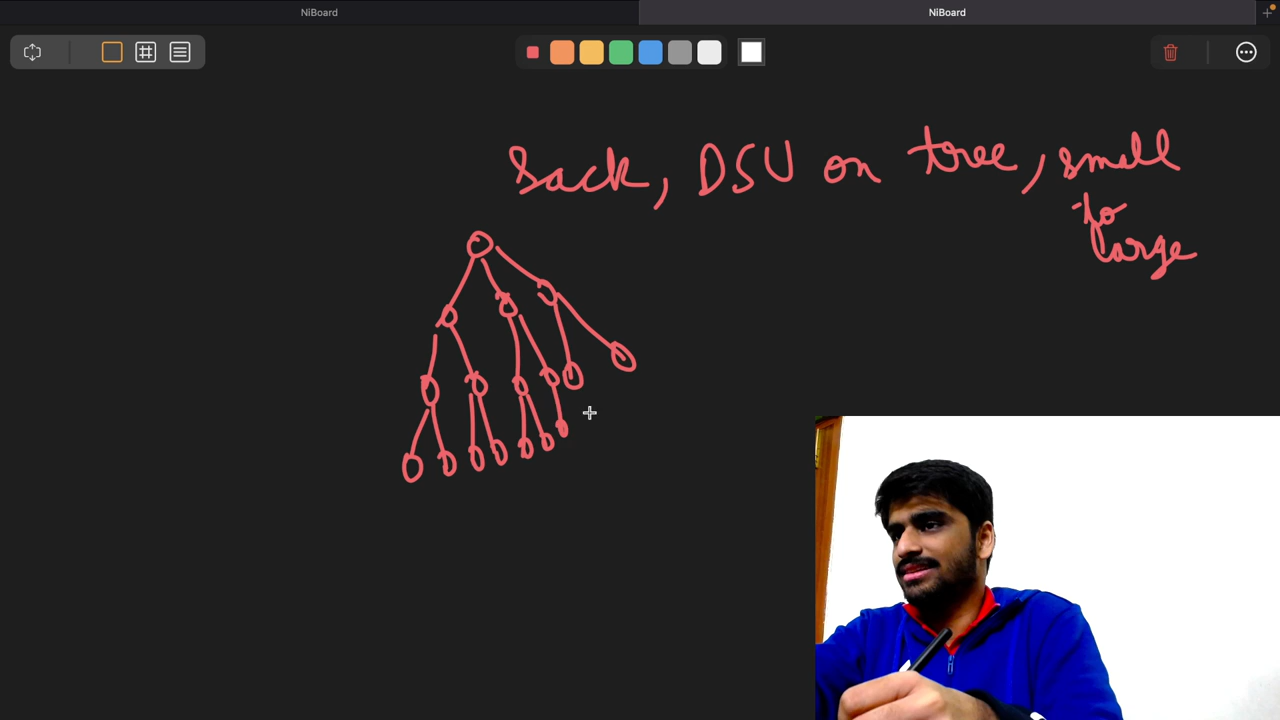 NiBoard
NiBoard
Sack, DSU on tree, small
to
large